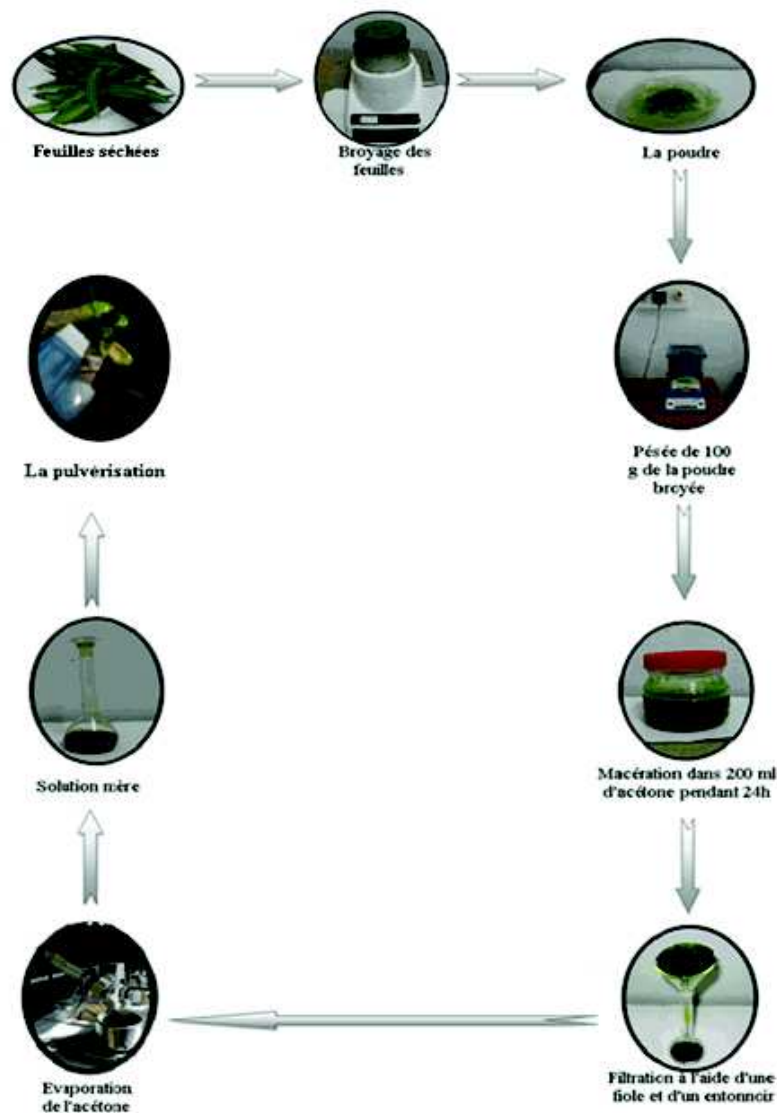 Feuilles séchées
Broyage des
feuilles
La poudre
Pésée de 100
g de la poudre
broyée
Macération dans 200 ml
d'acétone pendant 24h
Filtration à l'aide d'une
fiole et d'un entonnoir
Evaporation
de l'acétone
Solution mère
La pulvérisation